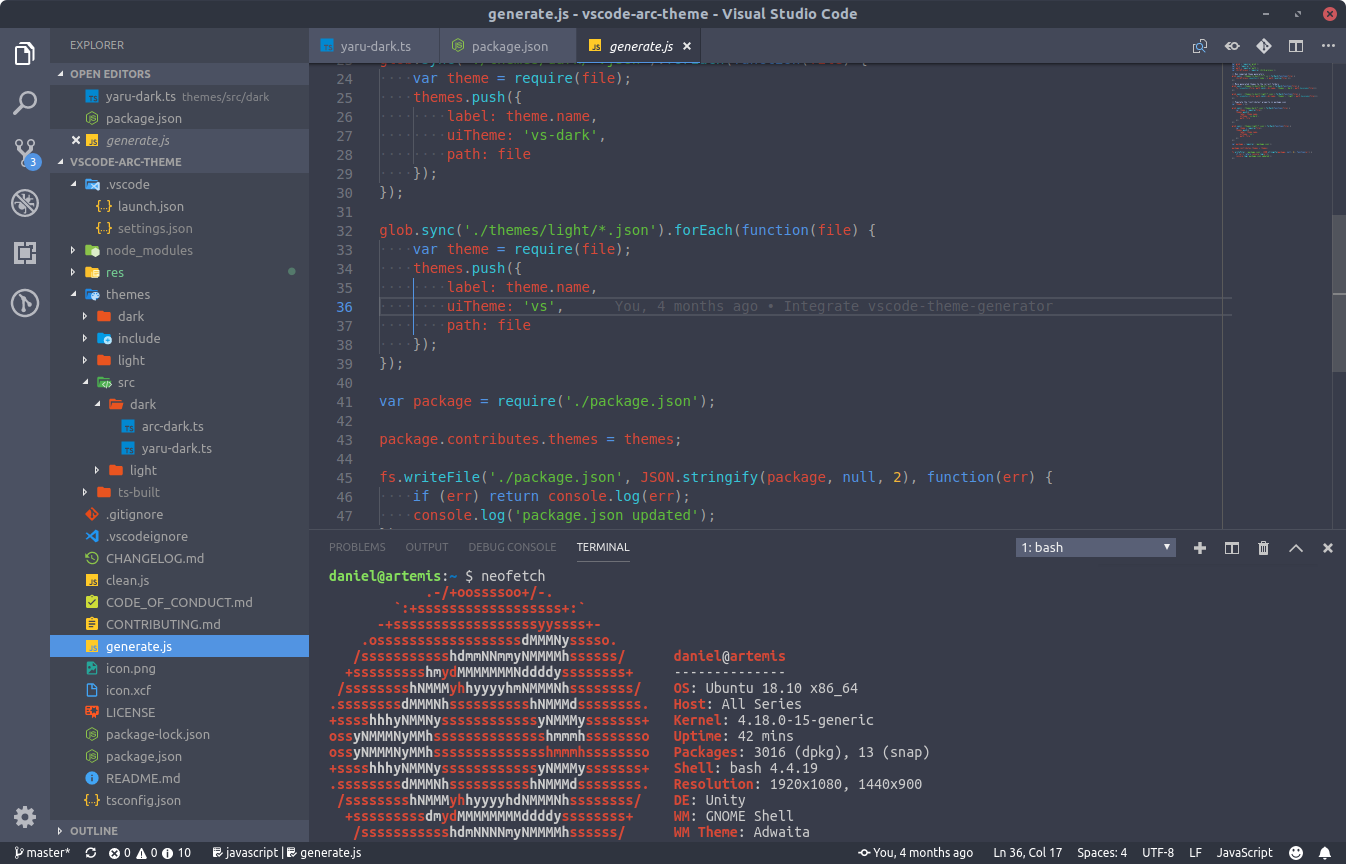 generate.js - vscode-arc-theme - Visual Studio Code
EXPLORER
OPEN EDITORS
yaru-dark.ts themes/src/dark
package.json
generate.js
VSCODE-ARC-THEME
.vscode
launch.json
settings.json
node_modules
res
themes
dark
include
light
src
dark
arc-dark.ts
yaru-dark.ts
light
ts-built
.gitignore
.vscodeignore
CHANGELOG.md
clean.js
CODE_OF_CONDUCT.md
CONTRIBUTING.md
generate.js
icon.png
icon.xcf
LICENSE
package-lock.json
package.json
README.md
tsconfig.json
OUTLINE
3
yaru-dark.ts package.json generate.js
24 var theme = require(file);
25 themes.push({
26 label: theme.name,
27 uiTheme: 'vs-dark',
28 path: file
29 });
30 });
31
32 glob.sync('./themes/light/*.json').forEach(function(file) {
33 var theme = require(file);
34 themes.push({
35 label: theme.name,
36 uiTheme: 'vs', You, 4 months ago • Integrate vscode-theme-generator
37 path: file
38 });
39 });
40
41 var package = require('./package.json');
42
43 package.contributes.themes = themes;
44
45 fs.writeFile('./package.json', JSON.stringify(package, null, 2), function(err) {
46 if (err) return console.log(err);
47 console.log('package.json updated');
PROBLEMS OUTPUT DEBUG CONSOLE TERMINAL 1: bash
daniel@artemis:~ $ neofetch
.-/+oossssoo+/-.
`:+ssssssssssssssssss+:`
-+ssssssssssssssssssyyssss+-
.ossssssssssssssssssdMMMNysssso.
/ssssssssssshdmmNNmmyNMMMMhssssss/ daniel@artemis
+ssssssssshmydMMMMMMMNddddyssssssss+ --------------
/sssssssshNMMMyhhyyyyhmNMMMNhssssssss/ OS: Ubuntu 18.10 x86_64
.ssssssssdMMMNhsssssssssshNMMMdssssssss. Host: All Series
+sssshhhyNMMNyssssssssssssyNMMMysssssss+ Kernel: 4.18.0-15-generic
ossyNMMMNyMMhsssssssssssssshmmmhssssssso Uptime: 42 mins
ossyNMMMNyMMhsssssssssssssshmmmhssssssso Packages: 3016 (dpkg), 13 (snap)
+sssshhhyNMMNyssssssssssssyNMMMysssssss+ Shell: bash 4.4.19
.ssssssssdMMMNhsssssssssshNMMMdssssssss. Resolution: 1920x1080, 1440x900
/sssssssshNMMMyhhyyyyhdNMMMNhssssssss/ DE: Unity
+sssssssssdmydMMMMMMMMddddyssssssss+ WM: GNOME Shell
/ssssssssssshdmNNNNmyNMMMMhssssss/ WM Theme: Adwaita
master* 0 0 10 javascript | generate.js You, 4 months ago Ln 36, Col 17 Spaces: 4 UTF-8 LF JavaScript